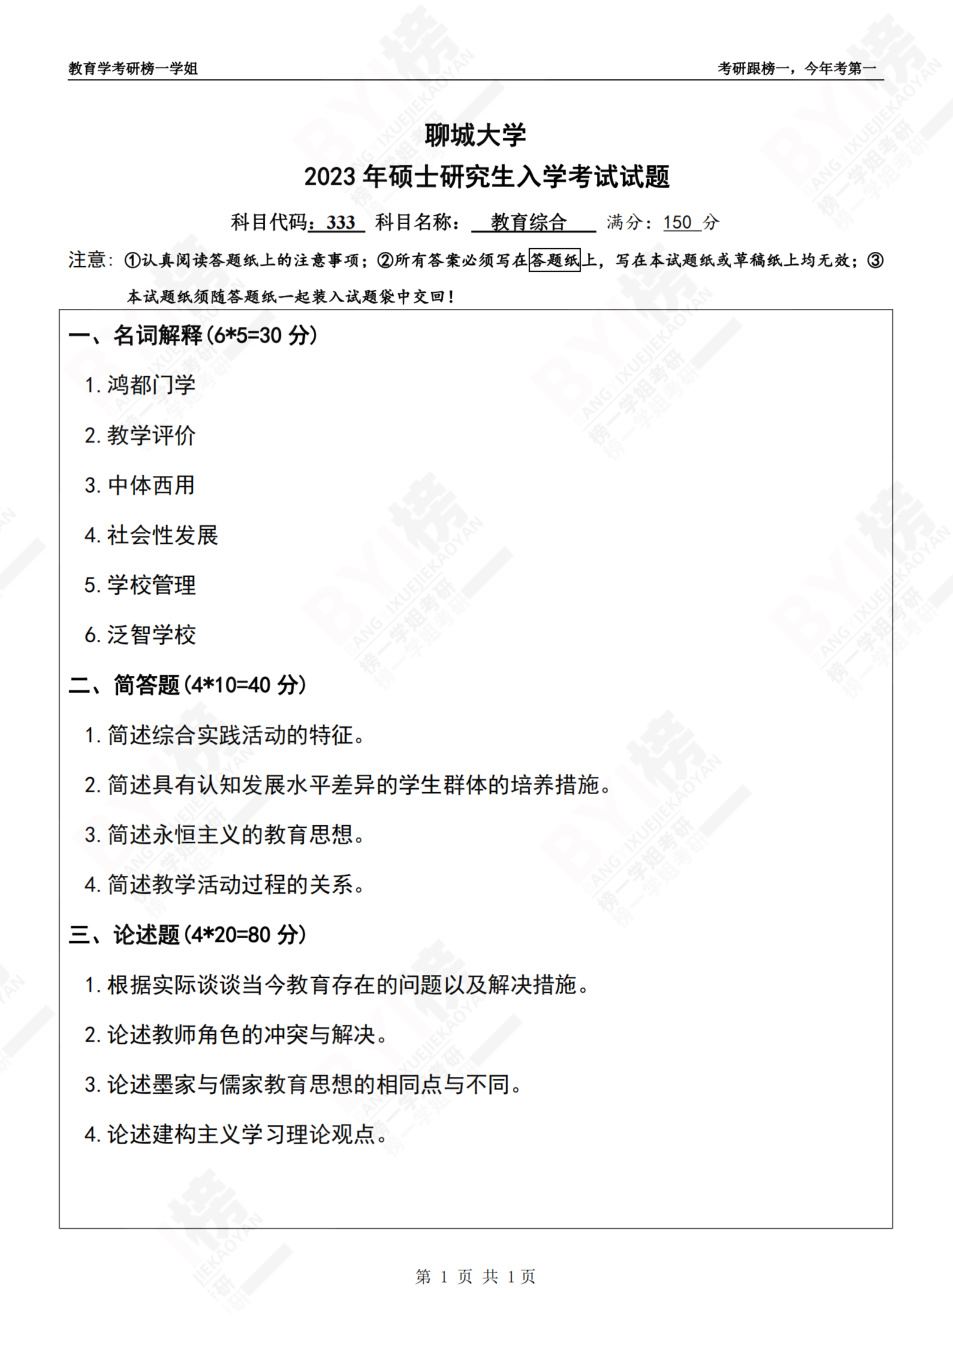 教育学考研榜一学姐 考研跟榜一，今年考第一
聊城大学
2023 年硕士研究生入学考试试题
科目代码：333 科目名称： 教育综合 满分：150 分
注意：①认真阅读答题纸上的注意事项；②所有答案必须写在答题纸上，写在本试题纸或草稿纸上均无效；③
本试题纸须随答题纸一起装入试题袋中交回！
一、名词解释(6*5=30 分)
1.鸿都门学
2.教学评价
3.中体西用
4.社会性发展
5.学校管理
6.泛智学校
二、简答题(4*10=40 分)
1.简述综合实践活动的特征。
2.简述具有认知发展水平差异的学生群体的培养措施。
3.简述永恒主义的教育思想。
4.简述教学活动过程的关系。
三、论述题(4*20=80 分)
1.根据实际谈谈当今教育存在的问题以及解决措施。
2.论述教师角色的冲突与解决。
3.论述墨家与儒家教育思想的相同点与不同。
4.论述建构主义学习理论观点。
第 1 页 共 1 页